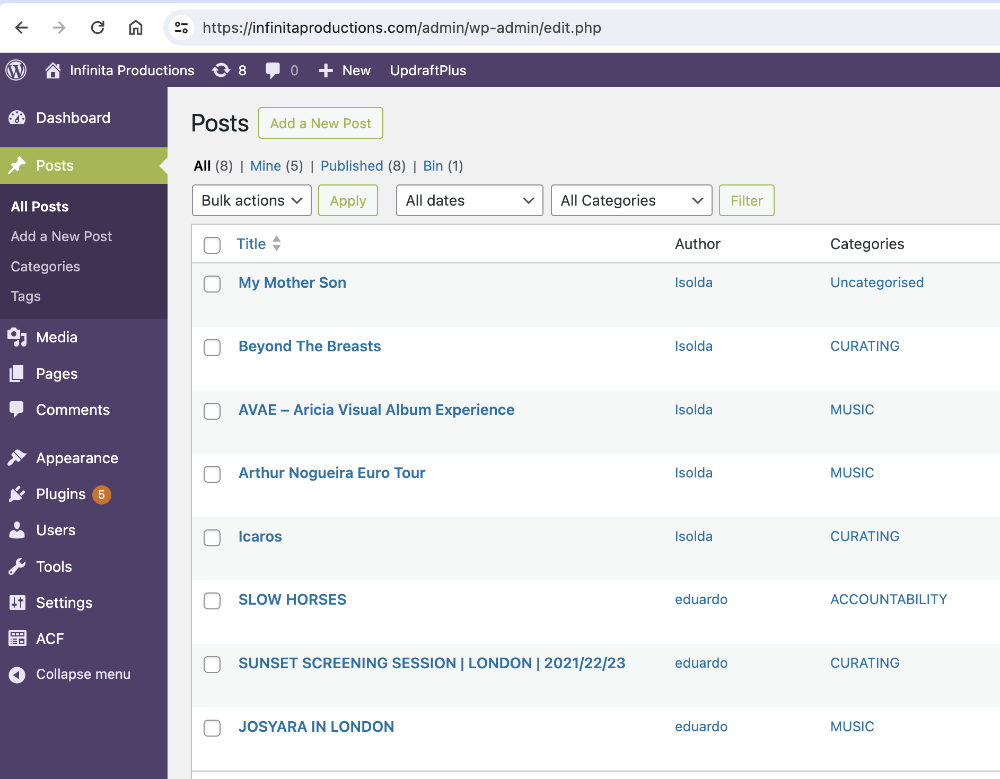 https://infinitaproductions.com/admin/wp-admin/edit.php
Infinita Productions 8 0 New UpdraftPlus
Dashboard
Posts
All Posts
Add a New Post
Categories
Tags
Media
Pages
Comments
Appearance
Plugins 5
Users
Tools
Settings
ACF
Collapse menu
Posts Add a New Post
All (8) | Mine (5) | Published (8) | Bin (1)
Bulk actions Apply All dates All Categories Filter
Title Author Categories
My Mother Son Isolda Uncategorised
Beyond The Breasts Isolda CURATING
AVAE – Aricia Visual Album Experience Isolda MUSIC
Arthur Nogueira Euro Tour Isolda MUSIC
Icaros Isolda CURATING
SLOW HORSES eduardo ACCOUNTABILITY
SUNSET SCREENING SESSION | LONDON | 2021/22/23 eduardo CURATING
JOSYARA IN LONDON eduardo MUSIC